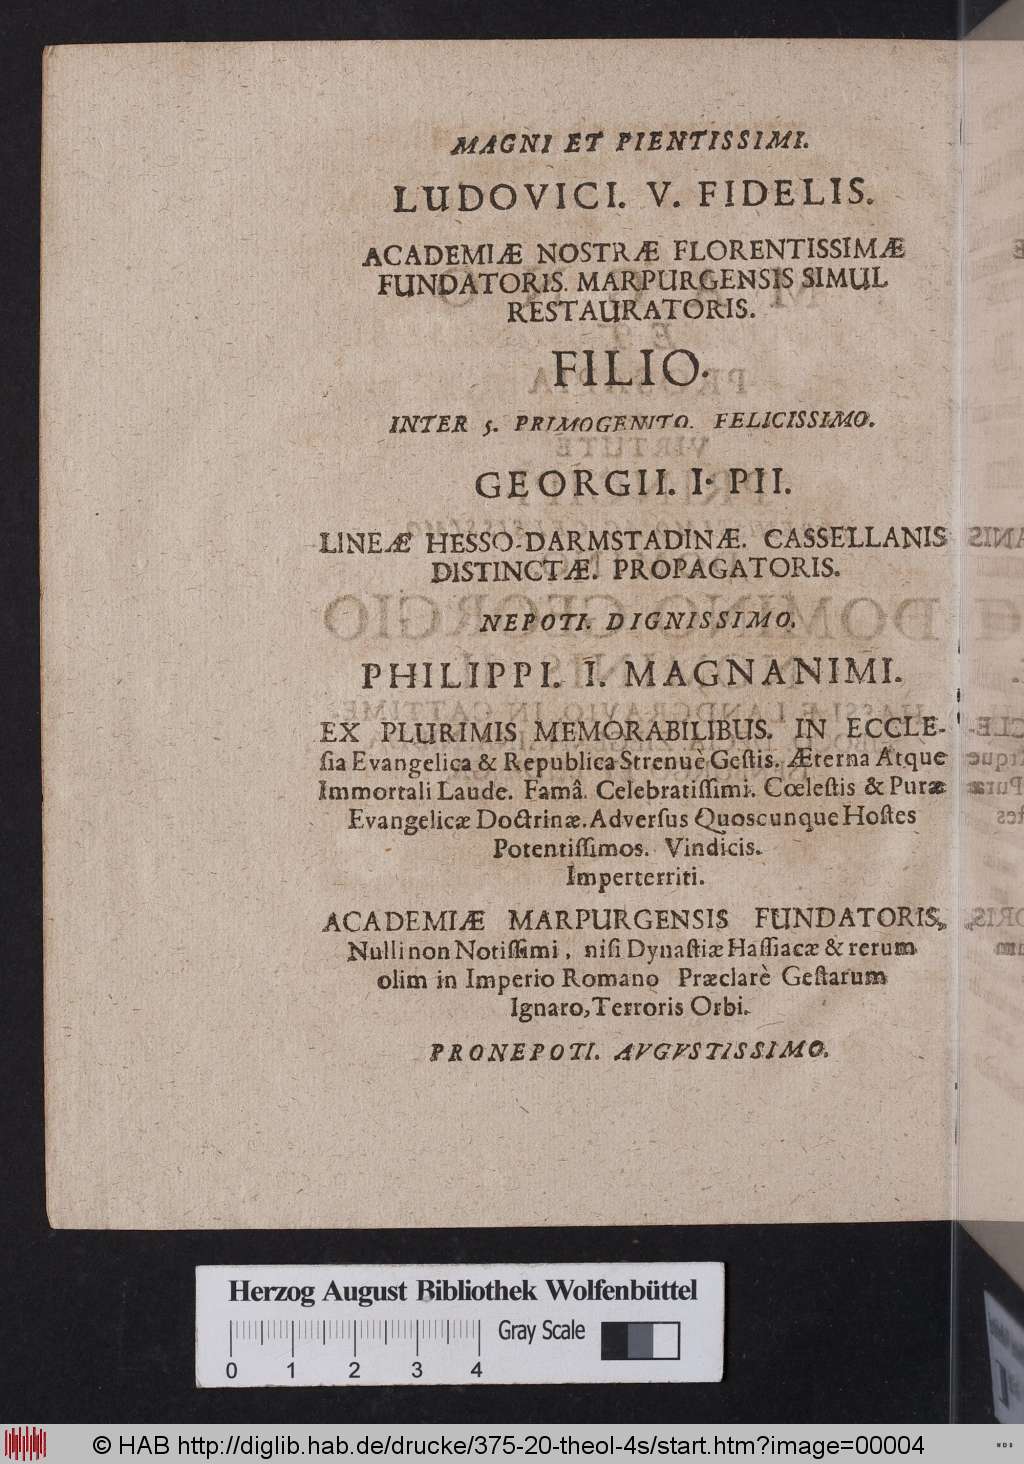 MAGNI ET PIENTISSIMI.
LUDOVICI. V. FIDELIS.
ACADEMIÆ NOSTRÆ FLORENTISSIMÆ
FUNDATORIS. MARPURGENSIS SIMUL
RESTAURATORIS.
FILIO.
INTER 5. PRIMOGENITO. FELICISSIMO.
GEORGII. I. PII.
LINEÆ HESSO-DARMSTADINÆ. CASSELLANIS
DISTINCTÆ. PROPAGATORIS.
NEPOTI. DIGNISSIMO.
PHILIPPI. I. MAGNANIMI.
EX PLURIMIS MEMORABILIBUS. IN ECCLE-
ſia Evangelica & Republica Strenuè Geſtis. Æterna Atque
Immortali Laude. Famâ. Celebratiſſimi. Cœleſtis & Puræ
Evangelicæ Doctrinæ. Adverſus Quoscunque Hoſtes
Potentiſſimos. Vindicis.
Imperterriti.
ACADEMIÆ MARPURGENSIS FUNDATORIS,
Nulli non Notiſſimi, niſi Dynaſtiæ Haſſiacæ & rerum
olim in Imperio Romano Præclarè Geſtarum
Ignaro, Terroris Orbi.
PRONEPOTI. AVGVSTISSIMO.
Herzog August Bibliothek Wolfenbüttel
Gray Scale
0 1 2 3 4
© HAB http://diglib.hab.de/drucke/375-20-theol-4s/start.htm?image=00004